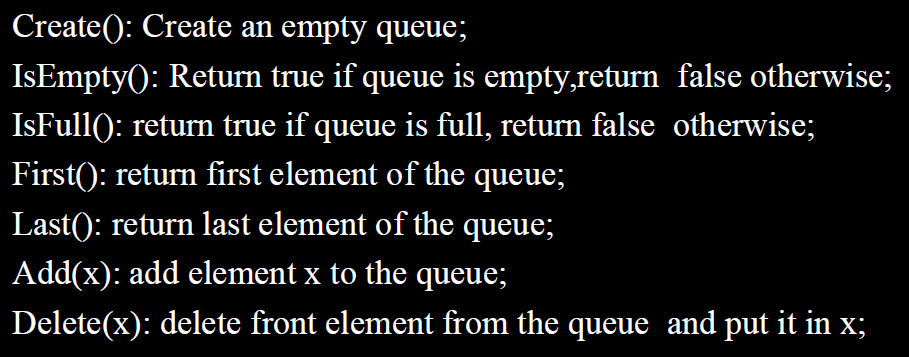 Create(): Create an empty queue;
IsEmpty(): Return true if queue is empty,return  false otherwise;
IsFull(): return true if queue is full, return false  otherwise;
First(): return first element of the queue;
Last(): return last element of the queue;
Add(x): add element x to the queue;
Delete(x): delete front element from the queue  and put it in x;